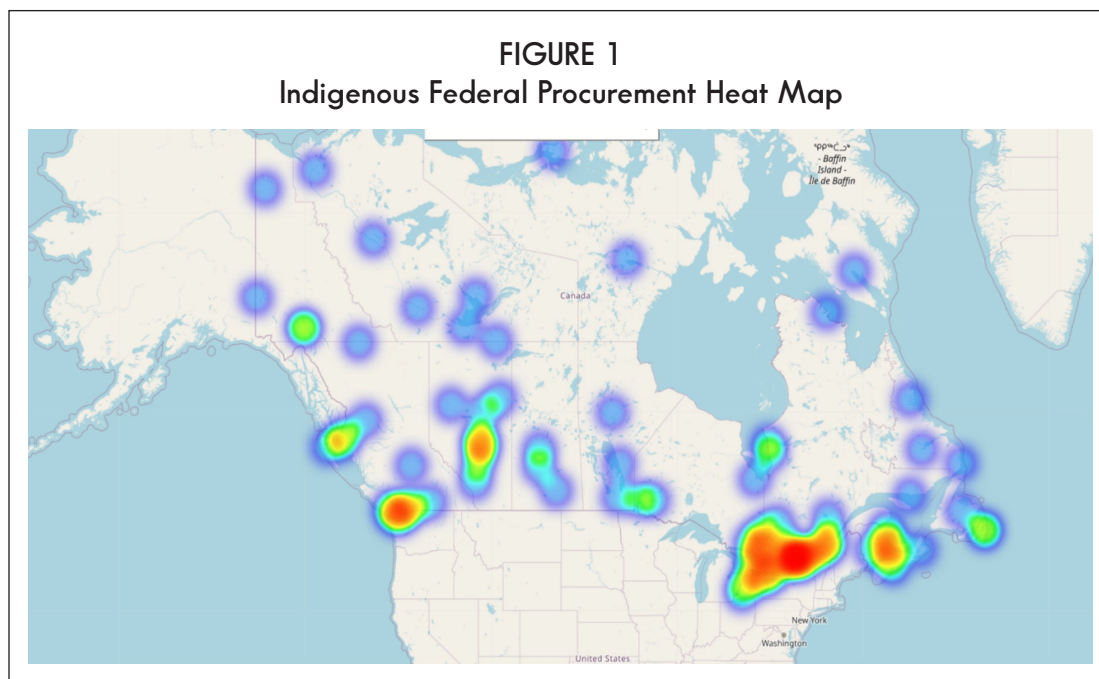 FIGURE 1
Indigenous Federal Procurement Heat Map
- Baffin
Island -
Île de Baffin
Canada
New York
Washington
United States